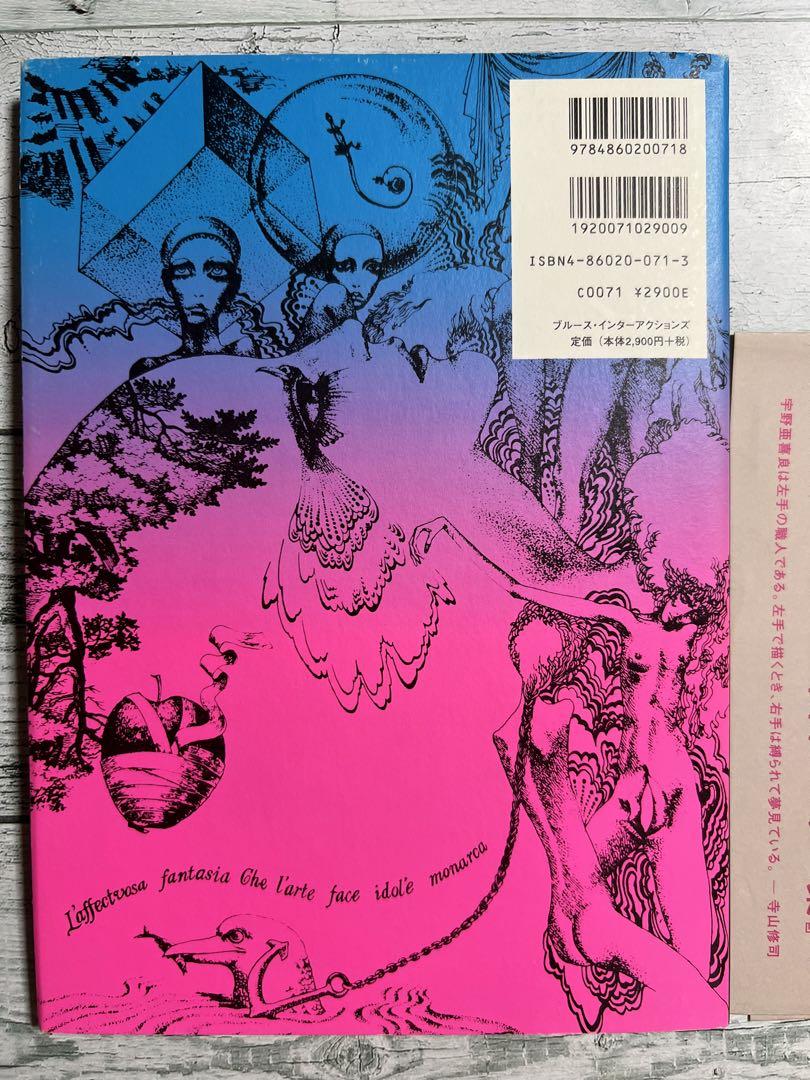 9784860200718
1920071029009
ISBN4-86020-071-3
C0071 ¥2900E
ブルース・インターアクションズ
定価（本体2,900円＋税）
宇野亜喜良は左手の職人である。左手で描くとき、右手は縛られて夢見ている。 — 寺山修司
L'affectvosa fantasia Che l'arte face idol'e monarca